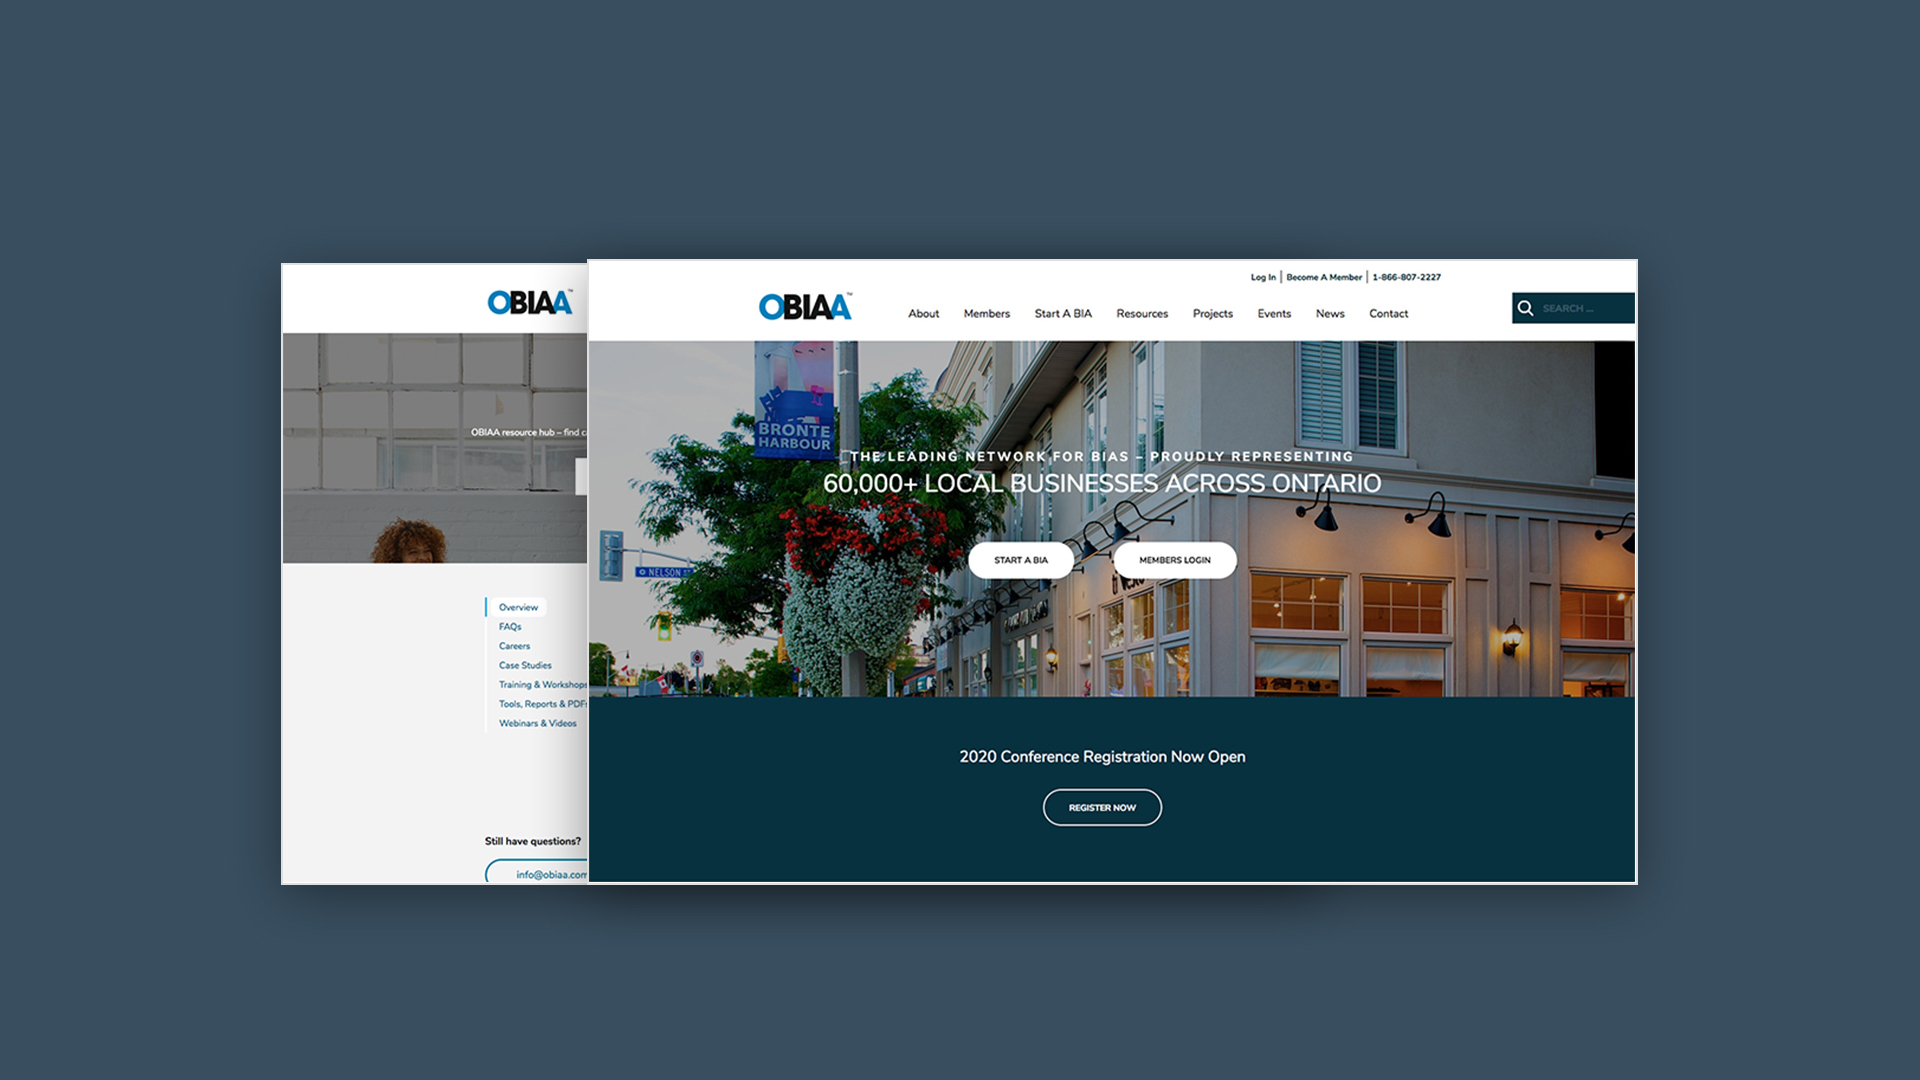 OBIAA™
OBIAA resource hub – find
Overview
FAQs
Careers
Case Studies
Training & Workshops
Tools, Reports & PDFs
Webinars & Videos
Still have questions?
info@obiaa.com
Log In | Become A Member | 1-866-807-2227
OBIAA™
About Members Start A BIA Resources Projects Events News Contact
SEARCH ...
BRONTE
HARBOUR
THE LEADING NETWORK FOR BIAS – PROUDLY REPRESENTING
60,000+ LOCAL BUSINESSES ACROSS ONTARIO
START A BIA MEMBERS LOGIN
NELSON
2020 Conference Registration Now Open
REGISTER NOW